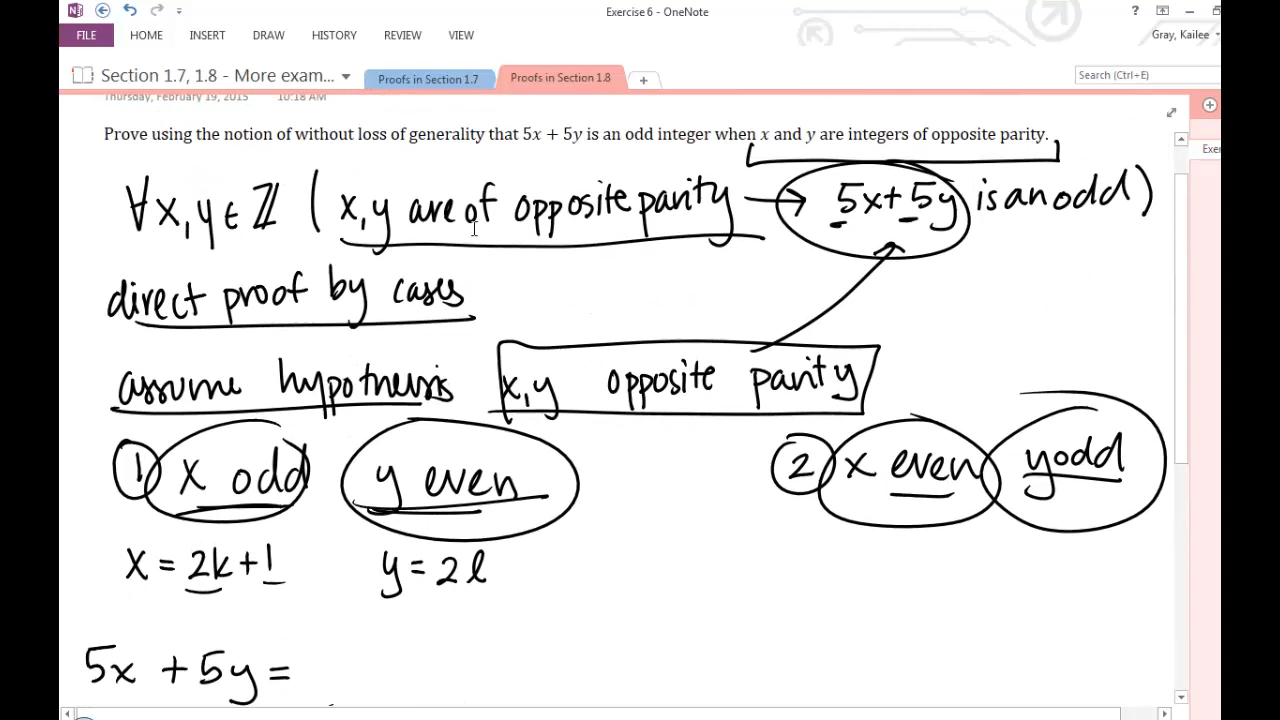 Exercise 6 - OneNote
FILE HOME INSERT DRAW HISTORY REVIEW VIEW Gray, Kailee
Section 1.7, 1.8 - More exam... Proofs in Section 1.7 Proofs in Section 1.8 Search (Ctrl+E)
Thursday, February 19, 2015 10:18 AM
Exer
Prove using the notion of without loss of generality that 5x + 5y is an odd integer when x and y are integers of opposite parity.
∀x,y ∈ ℤ ( x,y are of opposite parity → 5x+5y is an odd )
direct proof by cases
assume hypothesis x,y opposite parity
① x odd y even ② x even y odd
x = 2k+1 y = 2l
5x + 5y =